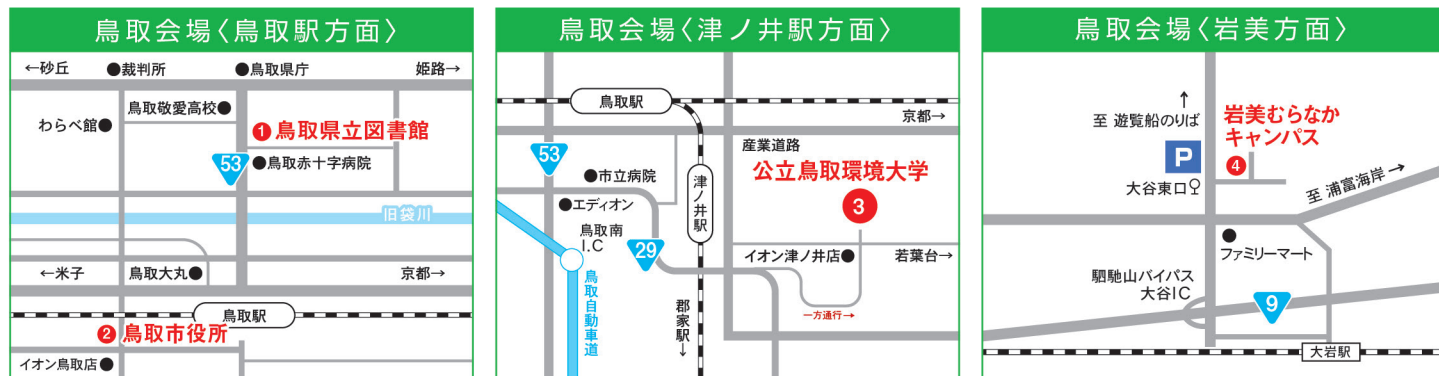 鳥取会場〈鳥取駅方面〉
←砂丘
●裁判所
●鳥取県庁
姫路→
鳥取敬愛高校●
わらべ館●
❶鳥取県立図書館
53
●鳥取赤十字病院
旧袋川
←米子
鳥取大丸●
京都→
鳥取駅
❷鳥取市役所
イオン鳥取店●
鳥取会場〈津ノ井駅方面〉
鳥取駅
京都→
産業道路
53
●市立病院
津ノ井駅
公立鳥取環境大学
3
●エディオン
鳥取南
I.C
29
イオン津ノ井店●
若葉台→
鳥取自動車道
郡家駅→
一方通行→
鳥取会場〈岩美方面〉
↑
至 遊覧船のりば
岩美むらなか
キャンパス
P
4
大谷東口
至 浦富海岸→
●
ファミリーマート
駟馳山バイパス
大谷IC
9
大岩駅